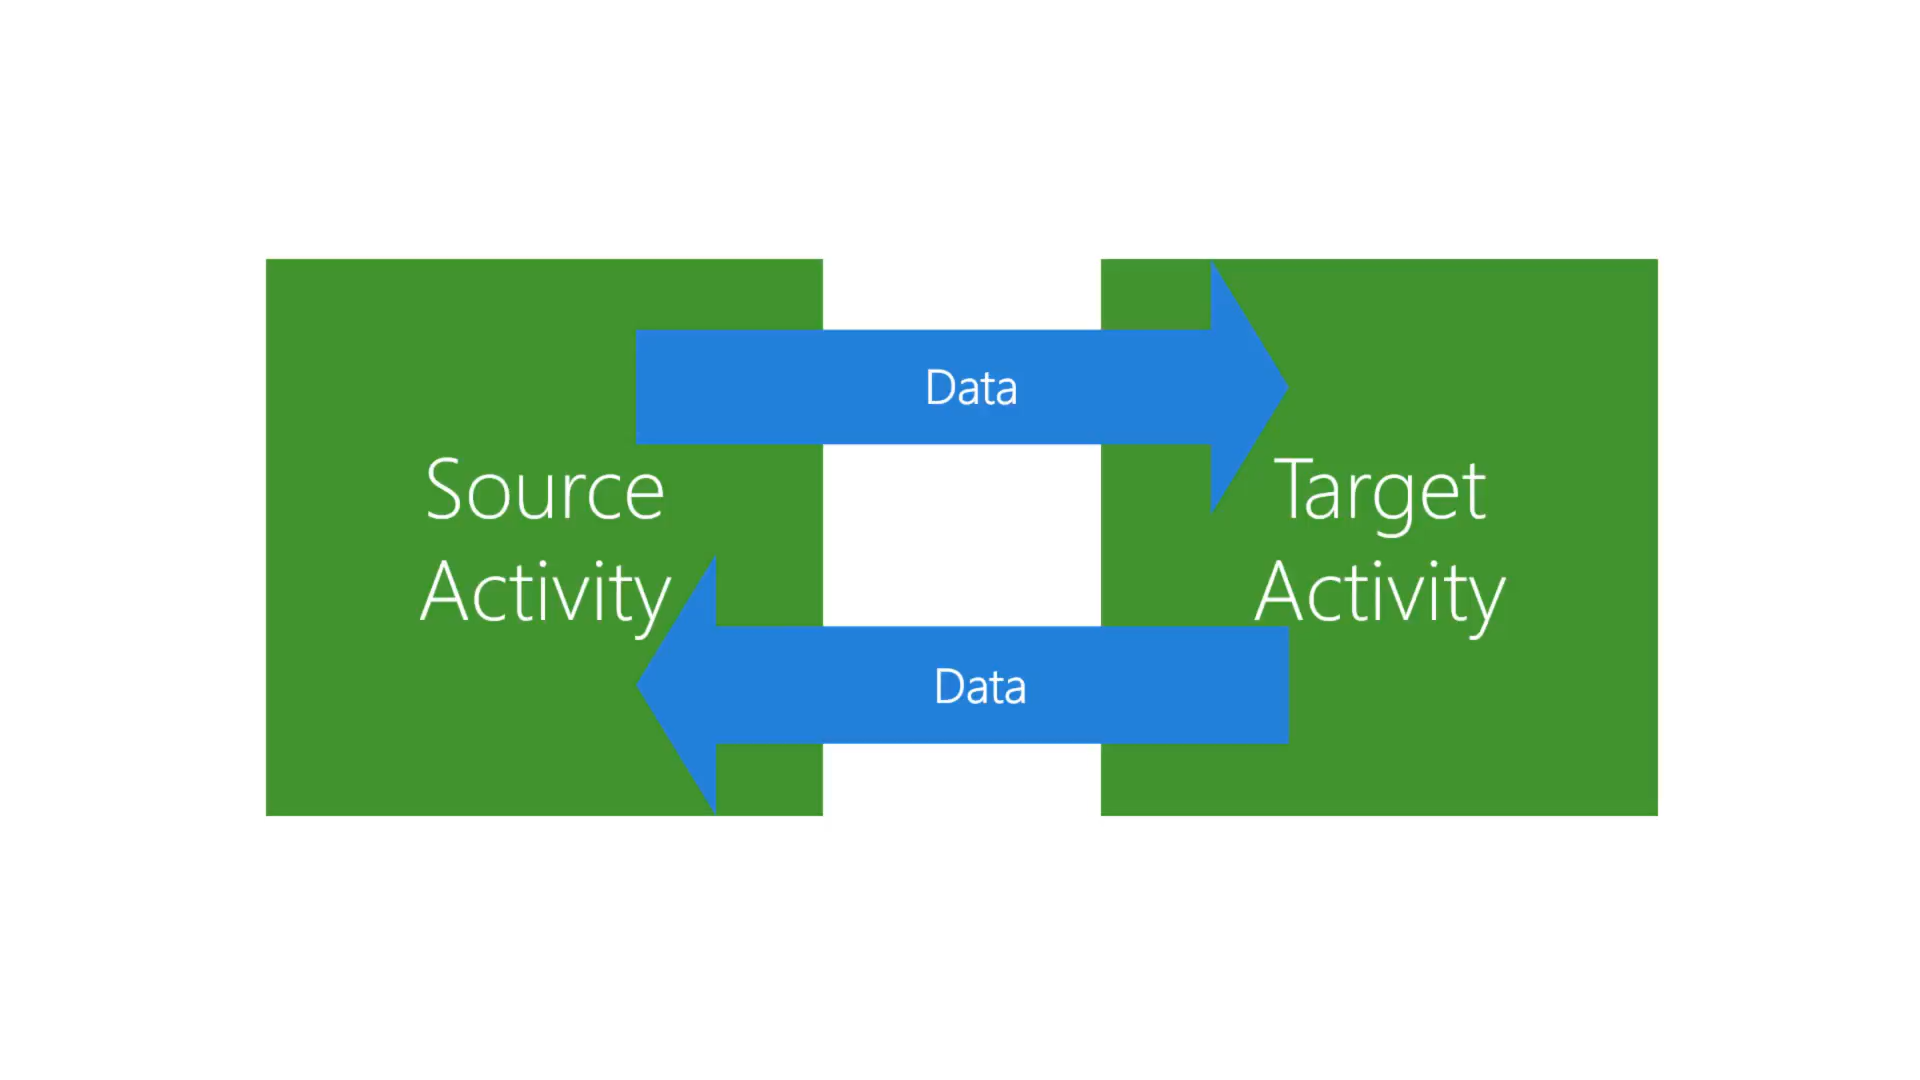 Data
Source
Activity
Target
Activity
Data